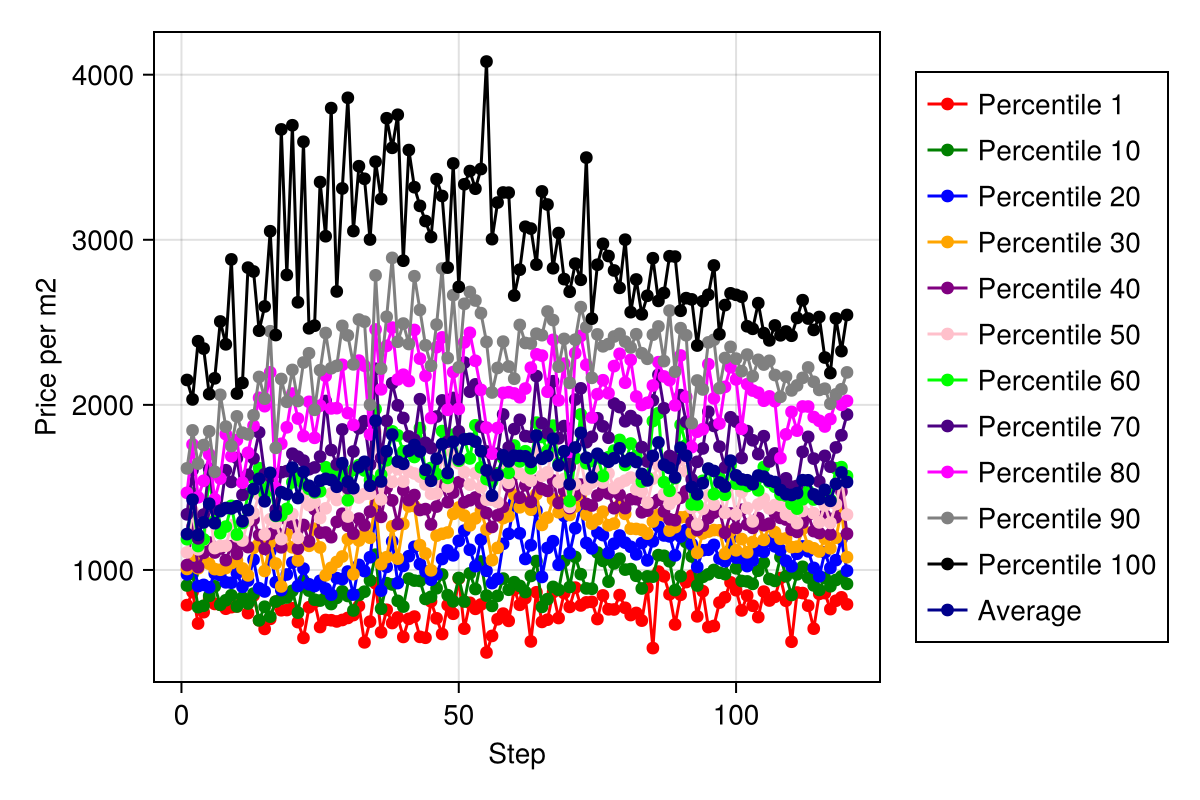 4000
3000
2000
1000
Price per m2
0
50
100
Step
Percentile 1
Percentile 10
Percentile 20
Percentile 30
Percentile 40
Percentile 50
Percentile 60
Percentile 70
Percentile 80
Percentile 90
Percentile 100
Average